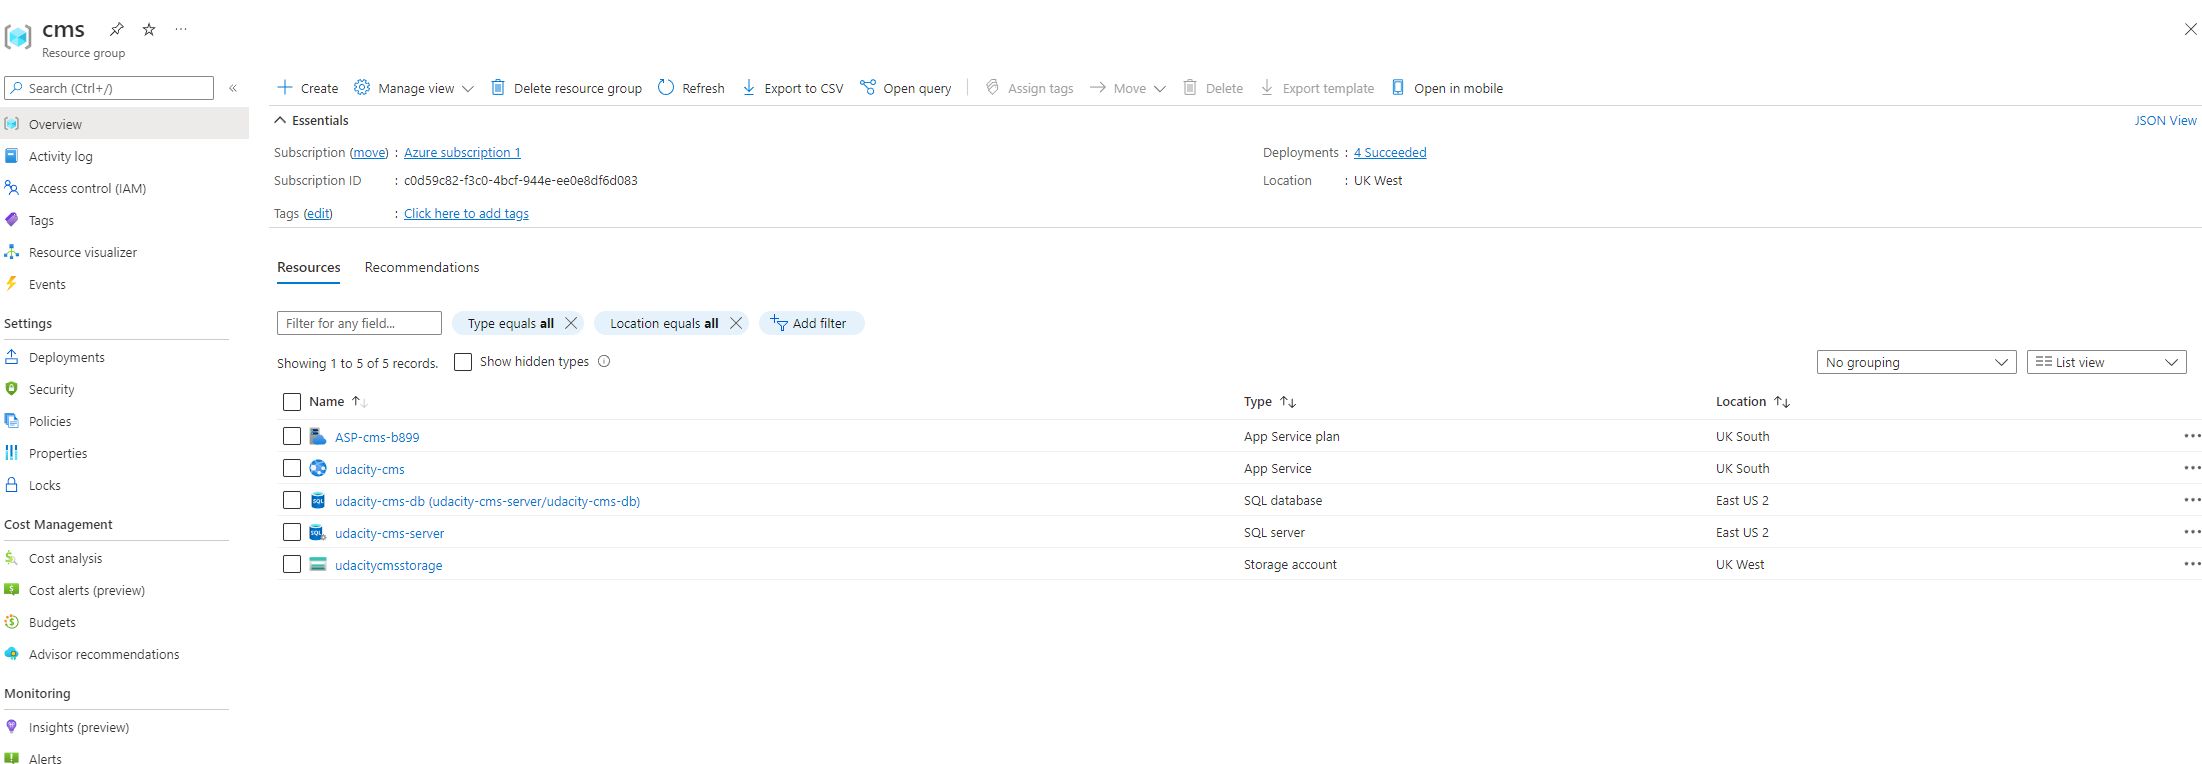 cms
Resource group
Search (Ctrl+/)
Overview
Activity log
Access control (IAM)
Tags
Resource visualizer
Events
Settings
Deployments
Security
Policies
Properties
Locks
Cost Management
Cost analysis
Cost alerts (preview)
Budgets
Advisor recommendations
Monitoring
Insights (preview)
Alerts
Create Manage view Delete resource group Refresh Export to CSV Open query Assign tags Move Delete Export template Open in mobile
Essentials JSON View
Subscription (move) : Azure subscription 1 Deployments : 4 Succeeded
Subscription ID : c0d59c82-f3c0-4bcf-944e-ee0e8df6d083 Location : UK West
Tags (edit) : Click here to add tags
Resources Recommendations
Filter for any field... Type equals all Location equals all Add filter
Showing 1 to 5 of 5 records. Show hidden types No grouping List view
Name Type Location
ASP-cms-b899 App Service plan UK South
udacity-cms App Service UK South
udacity-cms-db (udacity-cms-server/udacity-cms-db) SQL database East US 2
udacity-cms-server SQL server East US 2
udacitycmsstorage Storage account UK West